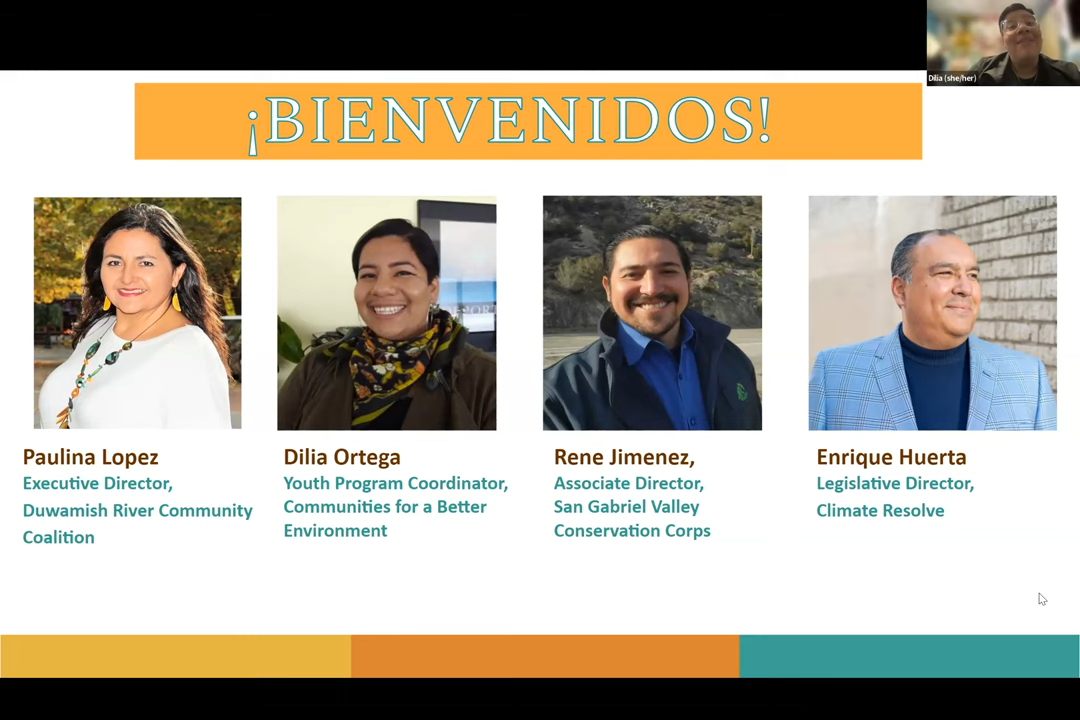 Dilia (she/her)
¡BIENVENIDOS!
Paulina Lopez
Executive Director,
Duwamish River Community
Coalition
Dilia Ortega
Youth Program Coordinator,
Communities for a Better
Environment
Rene Jimenez,
Associate Director,
San Gabriel Valley
Conservation Corps
Enrique Huerta
Legislative Director,
Climate Resolve